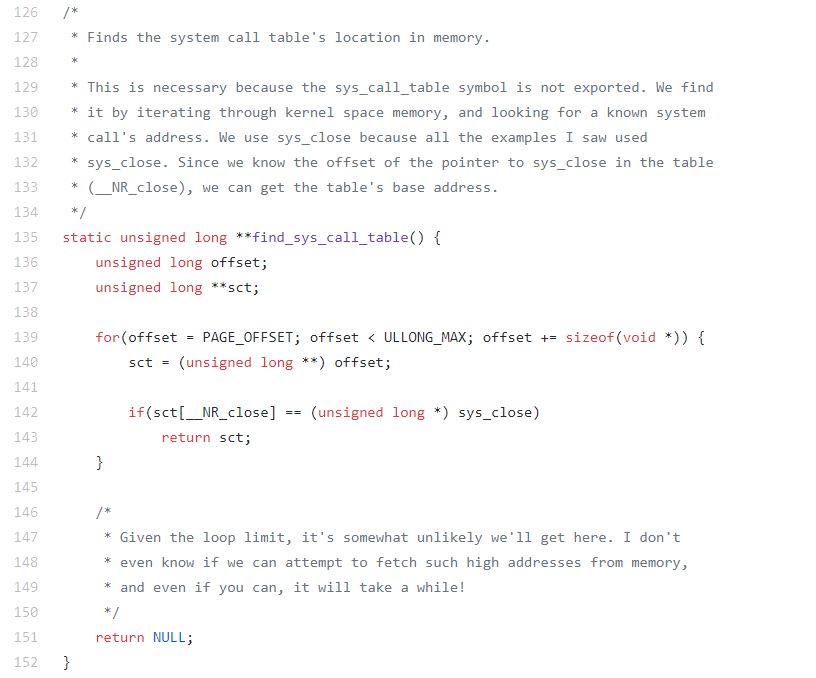 126 /*
127  * Finds the system call table's location in memory.
128  *
129  * This is necessary because the sys_call_table symbol is not exported. We find
130  * it by iterating through kernel space memory, and looking for a known system
131  * call's address. We use sys_close because all the examples I saw used
132  * sys_close. Since we know the offset of the pointer to sys_close in the table
133  * (__NR_close), we can get the table's base address.
134  */
135 static unsigned long **find_sys_call_table() {
136     unsigned long offset;
137     unsigned long **sct;
138
139     for(offset = PAGE_OFFSET; offset < ULLONG_MAX; offset += sizeof(void *)) {
140         sct = (unsigned long **) offset;
141
142         if(sct[__NR_close] == (unsigned long *) sys_close)
143             return sct;
144     }
145
146     /*
147      * Given the loop limit, it's somewhat unlikely we'll get here. I don't
148      * even know if we can attempt to fetch such high addresses from memory,
149      * and even if you can, it will take a while!
150      */
151     return NULL;
152 }